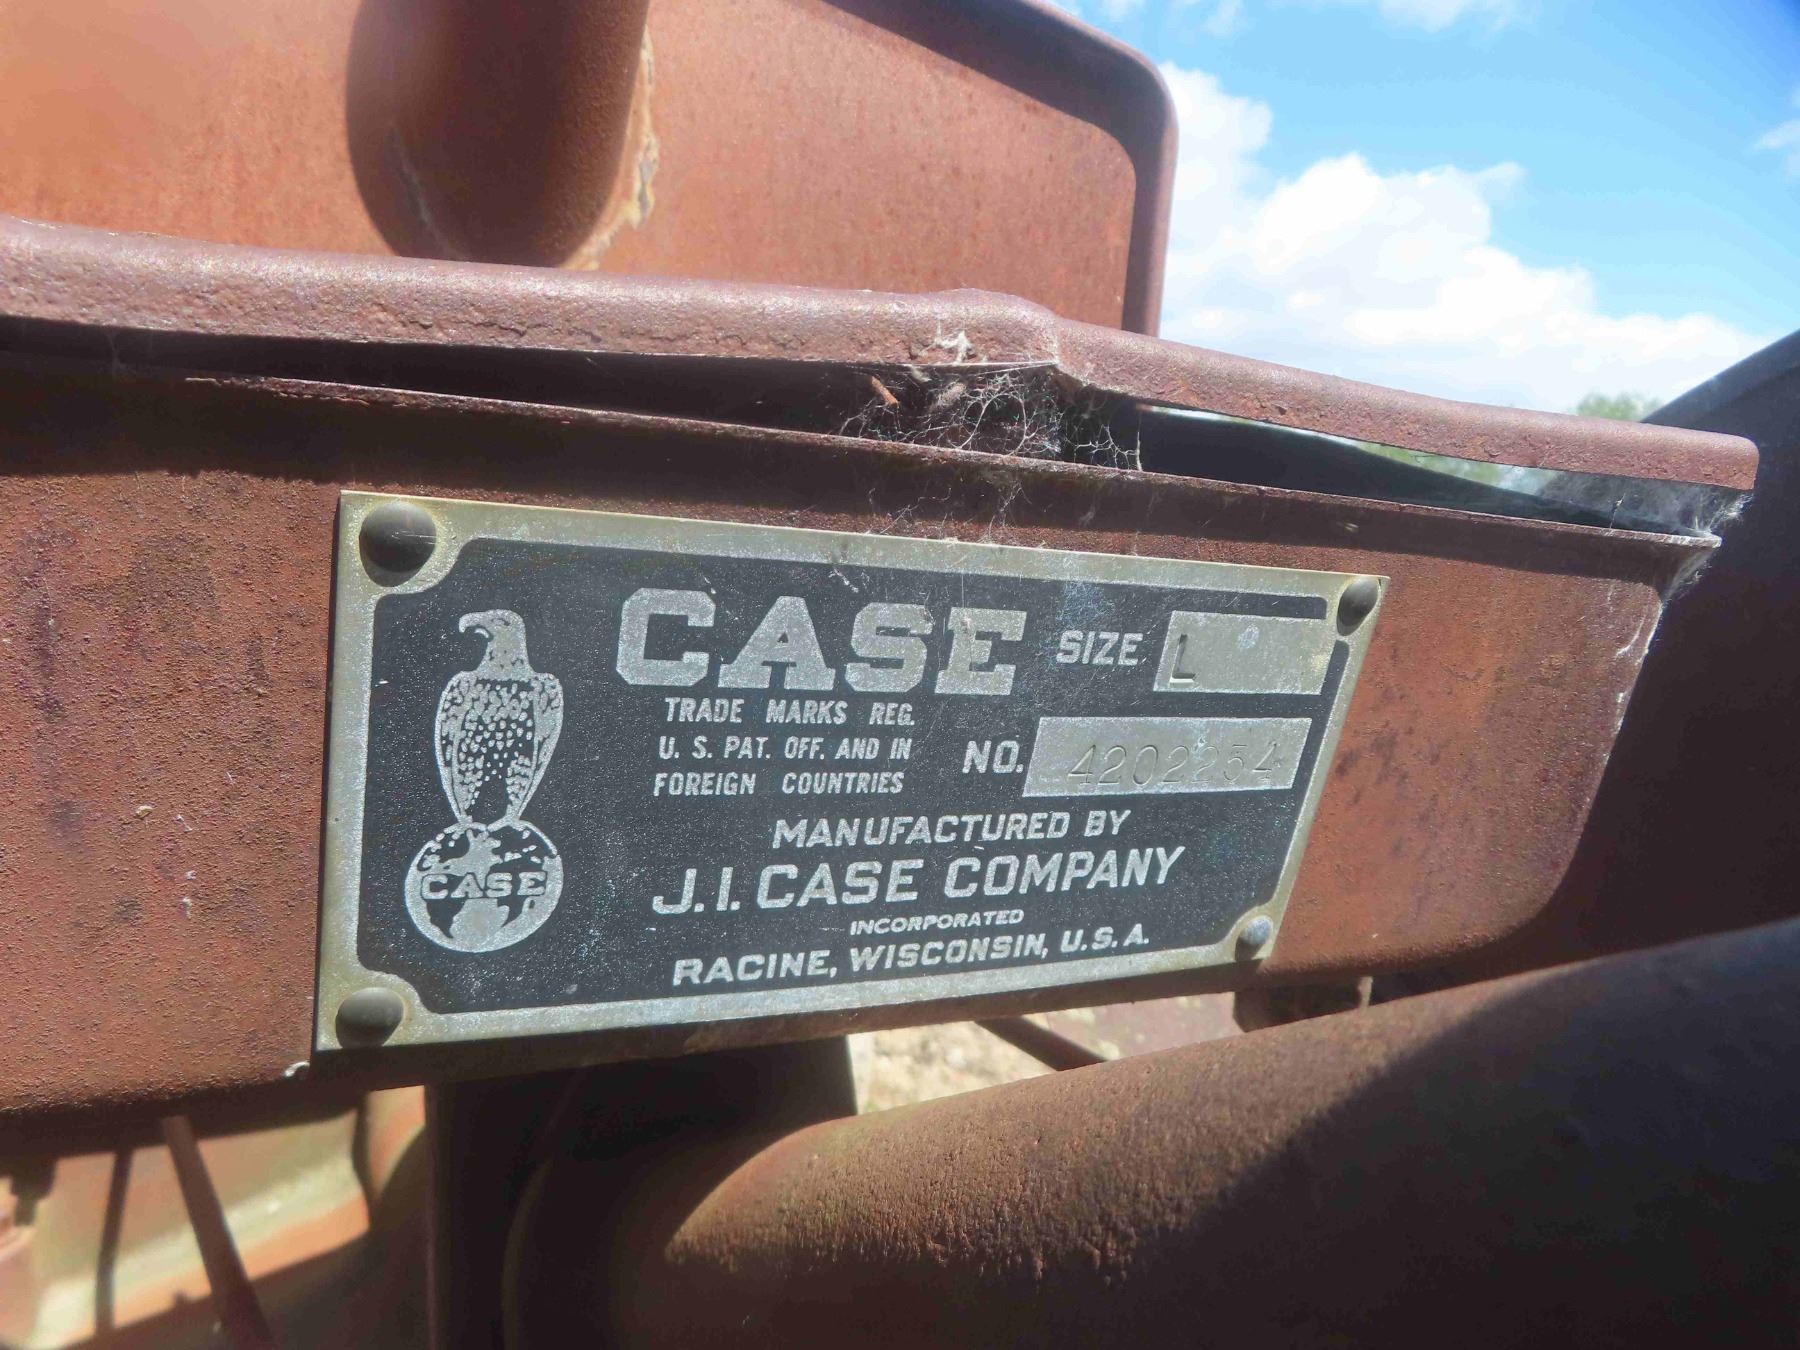 CASE SIZE L
TRADE MARKS REG.
U. S. PAT. OFF. AND IN
FOREIGN COUNTRIES
NO. 4202254
MANUFACTURED BY
J. I. CASE COMPANY
INCORPORATED
RACINE, WISCONSIN, U.S.A.
CASE